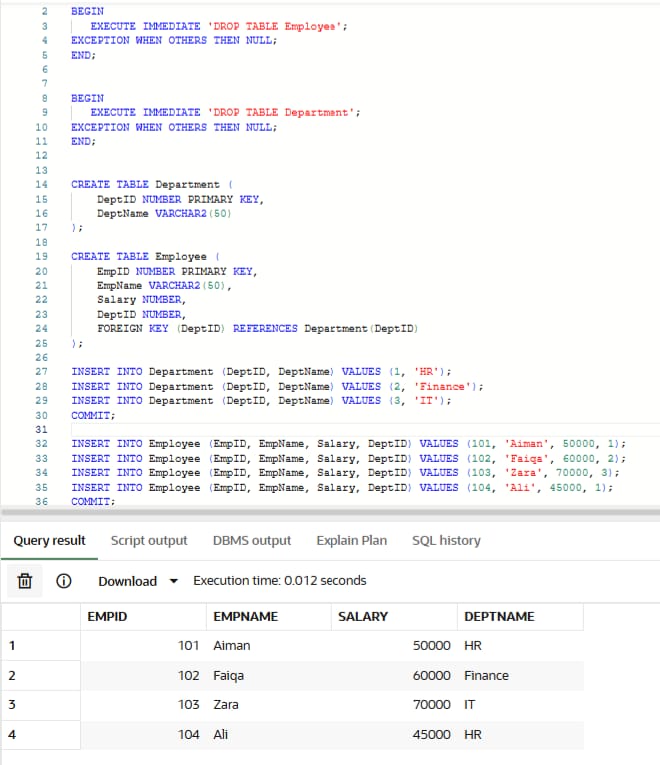 2 BEGIN
3 EXECUTE IMMEDIATE 'DROP TABLE Employee';
4 EXCEPTION WHEN OTHERS THEN NULL;
5 END;
6
7
8 BEGIN
9 EXECUTE IMMEDIATE 'DROP TABLE Department';
10 EXCEPTION WHEN OTHERS THEN NULL;
11 END;
12
13
14 CREATE TABLE Department (
15 DeptID NUMBER PRIMARY KEY,
16 DeptName VARCHAR2(50)
17 );
18
19 CREATE TABLE Employee (
20 EmpID NUMBER PRIMARY KEY,
21 EmpName VARCHAR2(50),
22 Salary NUMBER,
23 DeptID NUMBER,
24 FOREIGN KEY (DeptID) REFERENCES Department(DeptID)
25 );
26
27 INSERT INTO Department (DeptID, DeptName) VALUES (1, 'HR');
28 INSERT INTO Department (DeptID, DeptName) VALUES (2, 'Finance');
29 INSERT INTO Department (DeptID, DeptName) VALUES (3, 'IT');
30 COMMIT;
31
32 INSERT INTO Employee (EmpID, EmpName, Salary, DeptID) VALUES (101, 'Aiman', 50000, 1);
33 INSERT INTO Employee (EmpID, EmpName, Salary, DeptID) VALUES (102, 'Faiqa', 60000, 2);
34 INSERT INTO Employee (EmpID, EmpName, Salary, DeptID) VALUES (103, 'Zara', 70000, 3);
35 INSERT INTO Employee (EmpID, EmpName, Salary, DeptID) VALUES (104, 'Ali', 45000, 1);
36 COMMIT;
Query result Script output DBMS output Explain Plan SQL history
Download Execution time: 0.012 seconds
EMPID EMPNAME SALARY DEPTNAME
1 101 Aiman 50000 HR
2 102 Faiqa 60000 Finance
3 103 Zara 70000 IT
4 104 Ali 45000 HR